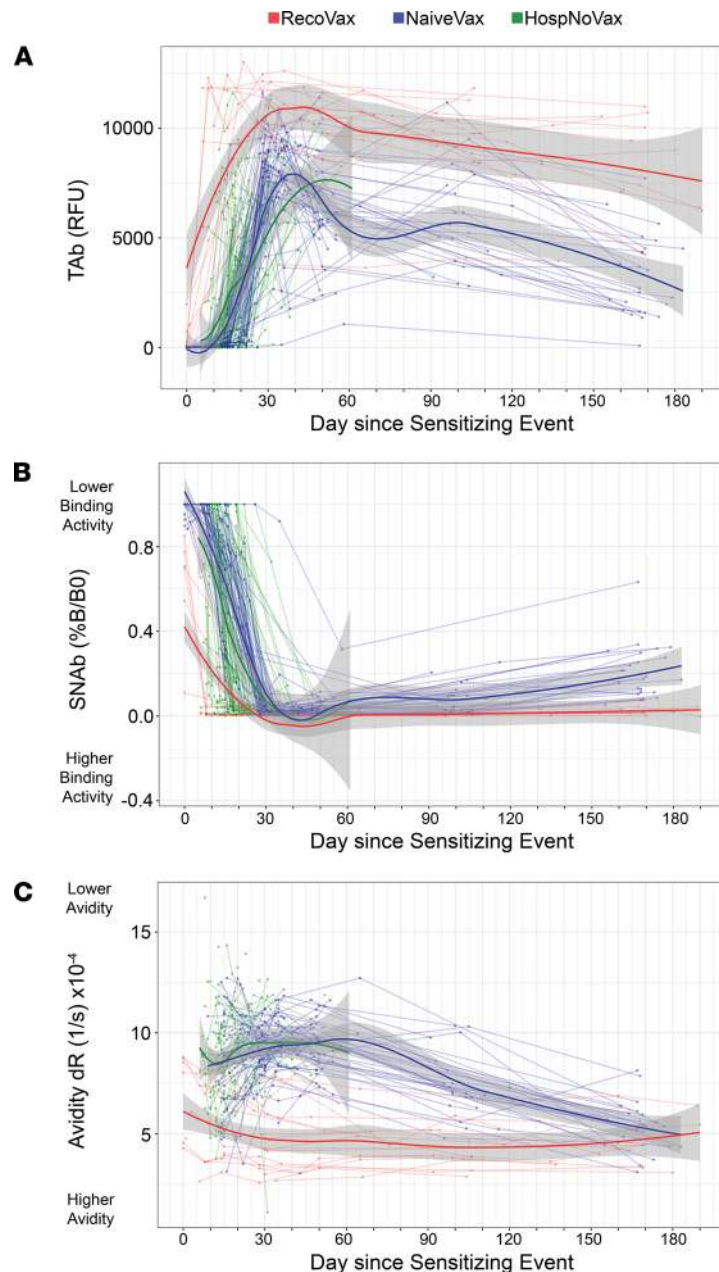 RecoVax NaiveVax HospNoVax
A
TAb (RFU)
10000
5000
0
0 30 60 90 120 150 180
Day since Sensitizing Event
B
Lower
Binding
Activity
SNAb (%B/B0)
0.8
0.4
0.0
Higher
Binding
Activity
-0.4
0 30 60 90 120 150 180
Day since Sensitizing Event
C
Lower
Avidity
Avidity dR (1/s) x10⁻⁴
15
10
5
Higher
Avidity
0 30 60 90 120 150 180
Day since Sensitizing Event